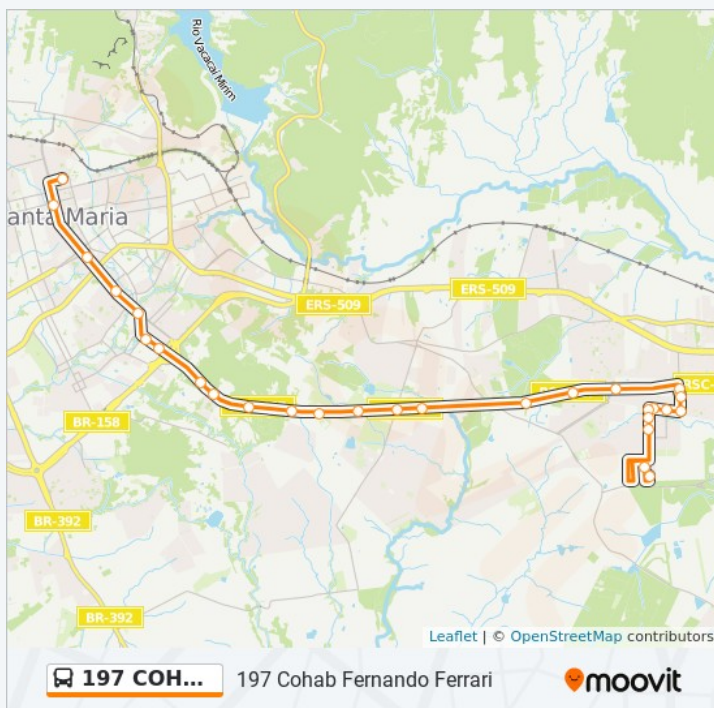 Rio Vacacaí Mirim
anta Maria
ERS-509
ERS-509
RSC-
BR-158
BR-392
BR-392
Leaflet | © OpenStreetMap contributors
197 COH... 197 Cohab Fernando Ferrari moovit